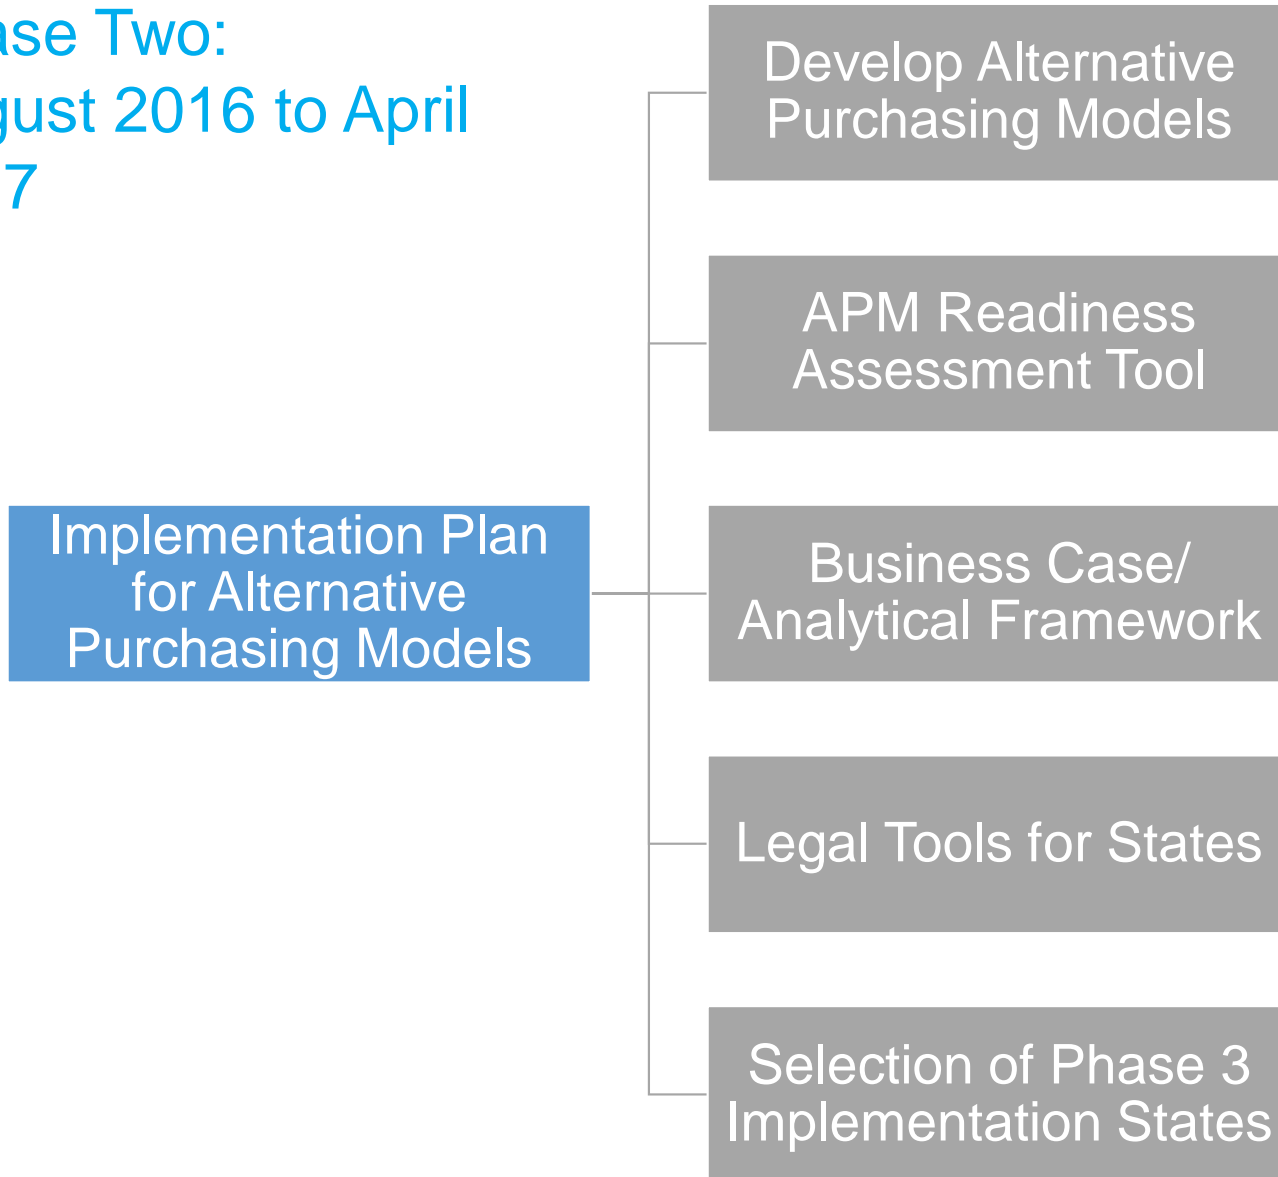 ase Two:
gust 2016 to April
7
Develop Alternative
Purchasing Models
APM Readiness
Assessment Tool
Implementation Plan
for Alternative
Purchasing Models
Business Case/
Analytical Framework
Legal Tools for States
Selection of Phase 3
Implementation States